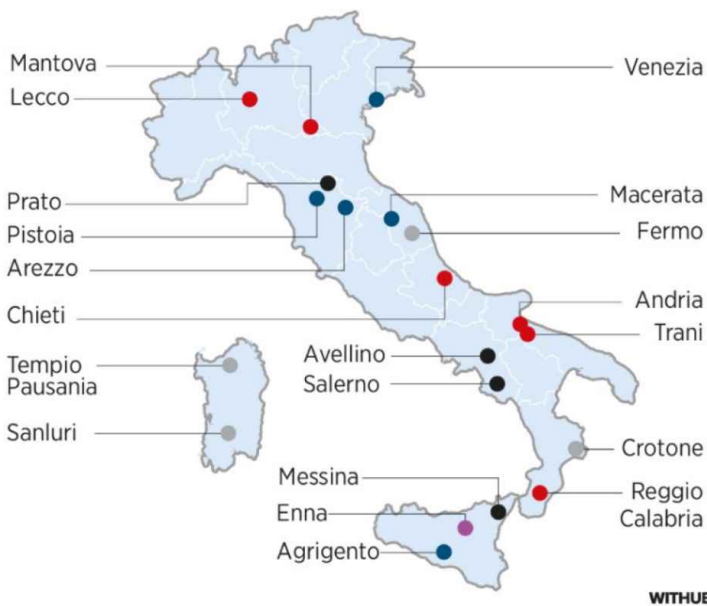 Mantova
Lecco
Venezia
Prato
Pistoia
Arezzo
Macerata
Fermo
Chieti
Andria
Trani
Tempio
Pausania
Avellino
Salerno
Sanluri
Crotone
Messina
Reggio
Calabria
Enna
Agrigento
WITHUB